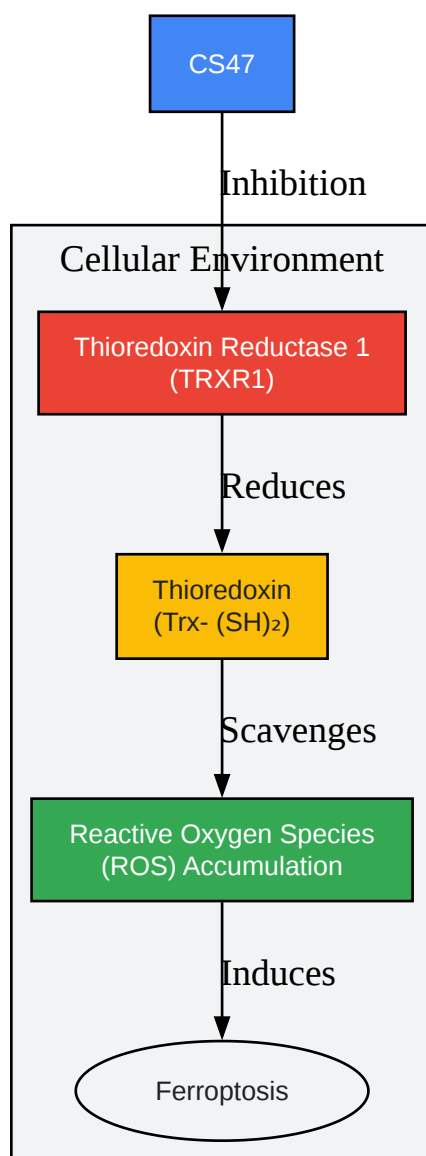 CS47
Inhibition
Cellular Environment
Thioredoxin Reductase 1
(TRXR1)
Reduces
Thioredoxin
(Trx- (SH)₂)
Scavenges
Reactive Oxygen Species
(ROS) Accumulation
Induces
Ferroptosis